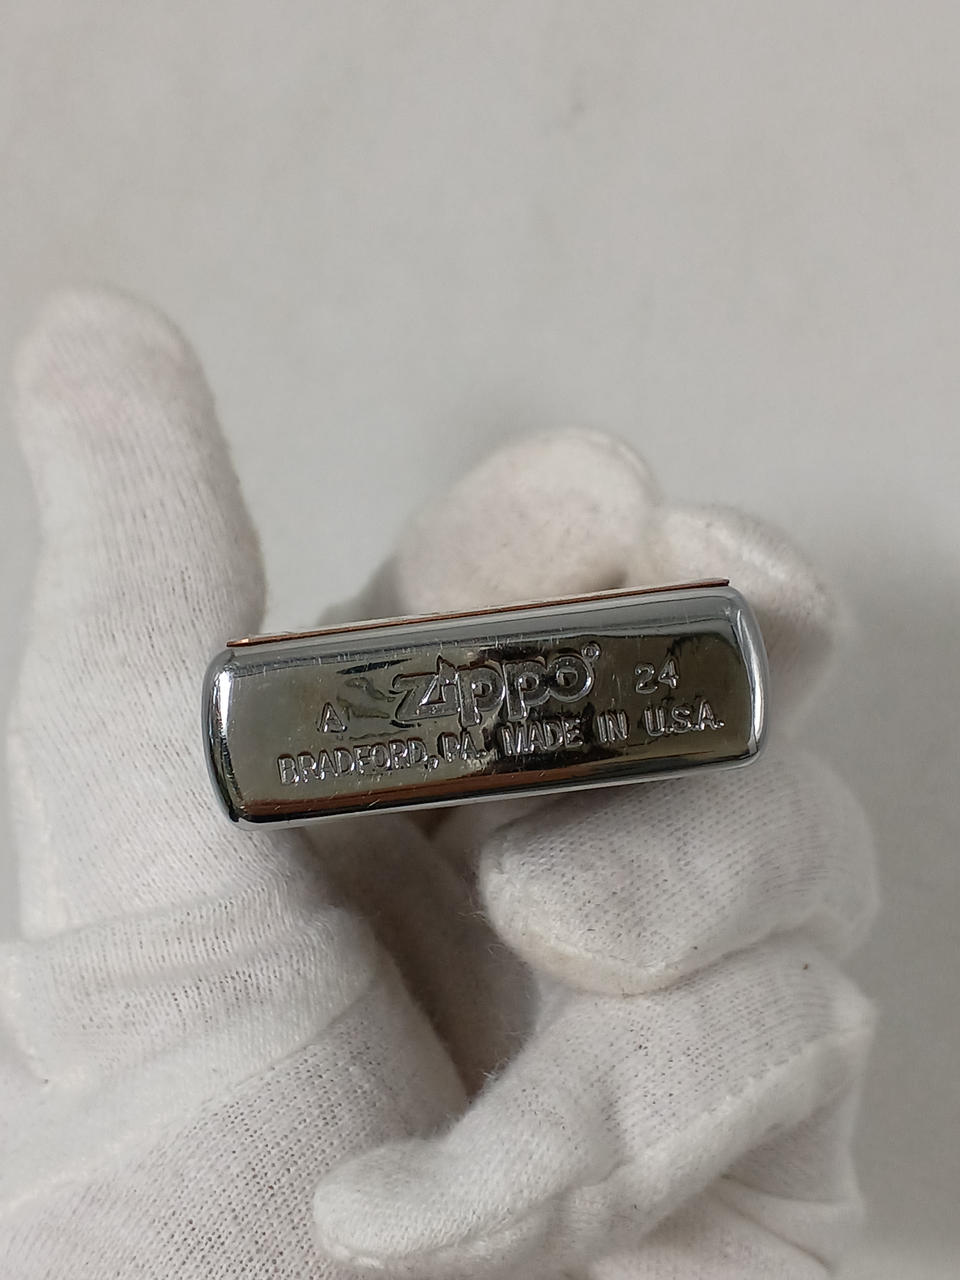 A Zippo® 24
BRADFORD, PA. MADE IN U.S.A.